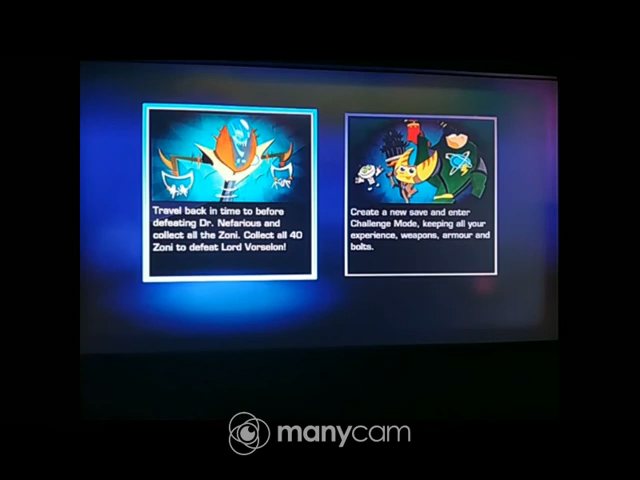 Travel back in time to before
defeating Dr. Nefarious and
collect all the Zoni. Collect all 40
Zoni to defeat Lord Vorselon!
Create a new save and enter
Challenge Mode, keeping all your
experience, weapons, armour and
bolts.
manycam